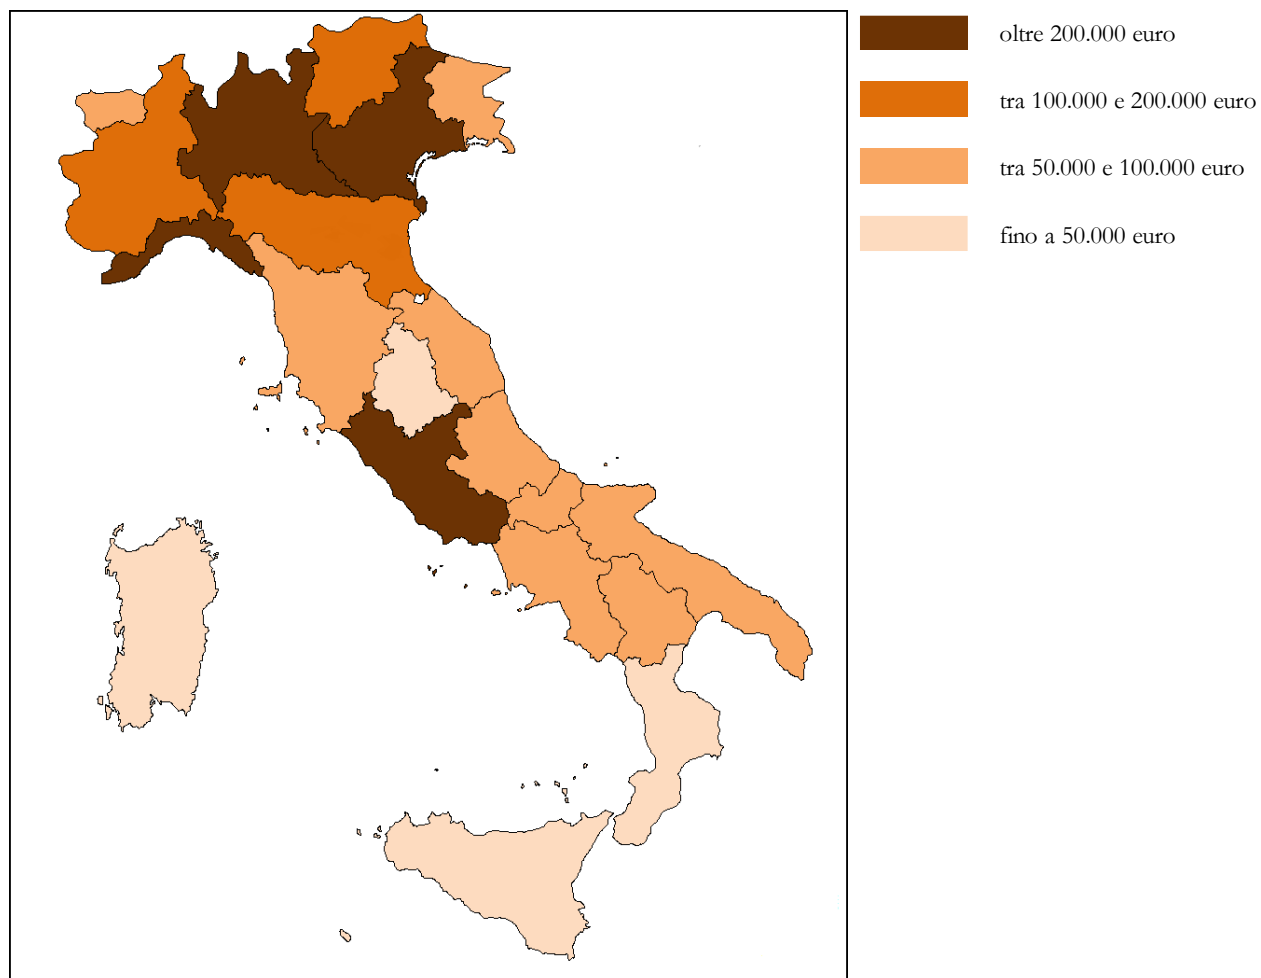 oltre 200.000 euro
tra 100.000 e 200.000 euro
tra 50.000 e 100.000 euro
fino a 50.000 euro